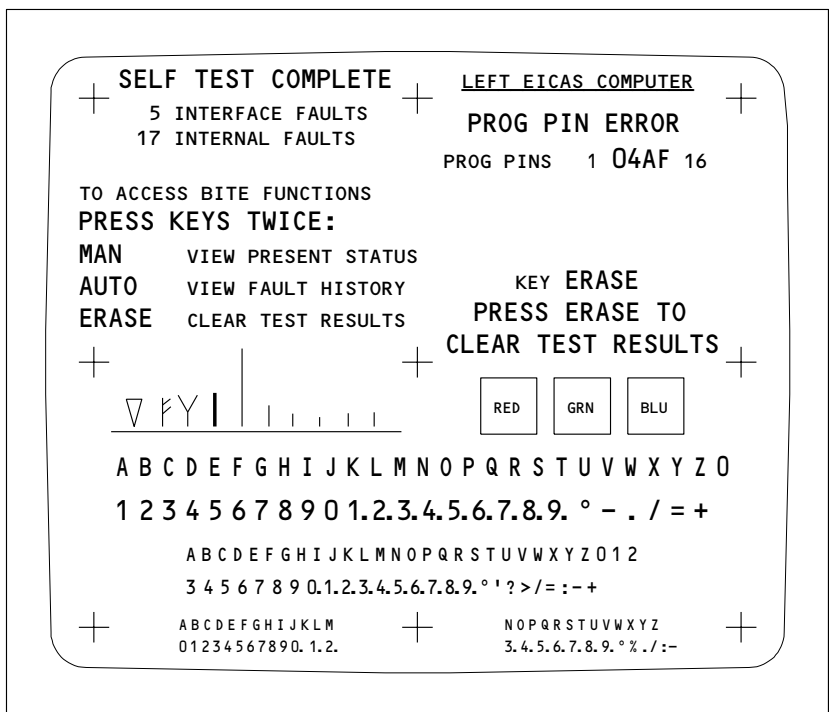 SELF TEST COMPLETE
5 INTERFACE FAULTS
17 INTERNAL FAULTS
LEFT EICAS COMPUTER
PROG PIN ERROR
PROG PINS 1 04AF 16
TO ACCESS BITE FUNCTIONS
PRESS KEYS TWICE:
MAN VIEW PRESENT STATUS
AUTO VIEW FAULT HISTORY
ERASE CLEAR TEST RESULTS
KEY ERASE
PRESS ERASE TO
CLEAR TEST RESULTS
RED GRN BLU
A B C D E F G H I J K L M N O P Q R S T U V W X Y Z 0
1 2 3 4 5 6 7 8 9 0 1.2.3.4.5.6.7.8.9. ° – . / = +
A B C D E F G H I J K L M N O P Q R S T U V W X Y Z 0 1 2
3 4 5 6 7 8 9 0.1.2.3.4.5.6.7.8.9.°'?>/=:-+
A B C D E F G H I J K L M
0 1 2 3 4 5 6 7 8 9 0. 1. 2.
N O P Q R S T U V W X Y Z
3.4.5.6.7.8.9.°%./:-